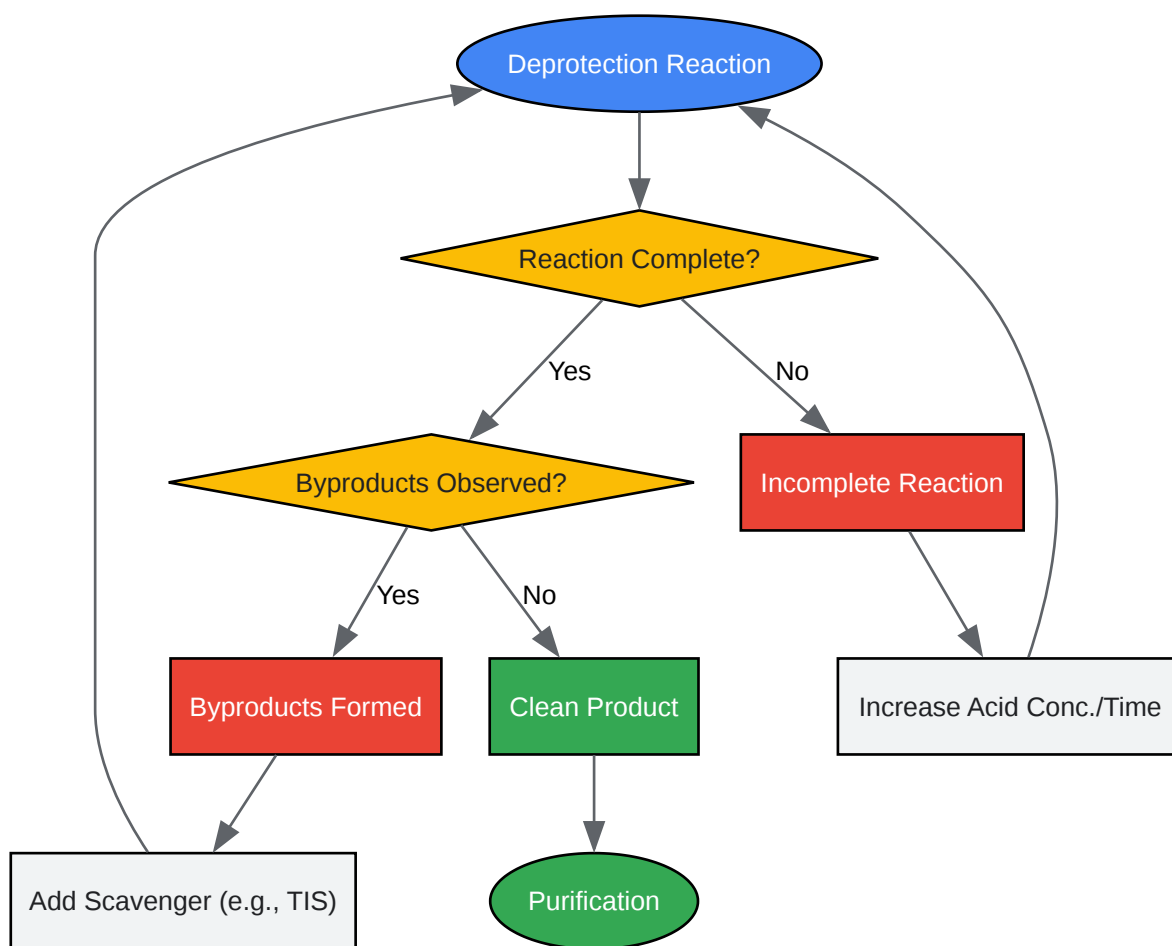 Deprotection Reaction
Reaction Complete?
Yes
No
Byproducts Observed?
Incomplete Reaction
Yes
No
Byproducts Formed
Clean Product
Increase Acid Conc./Time
Add Scavenger (e.g., TIS)
Purification